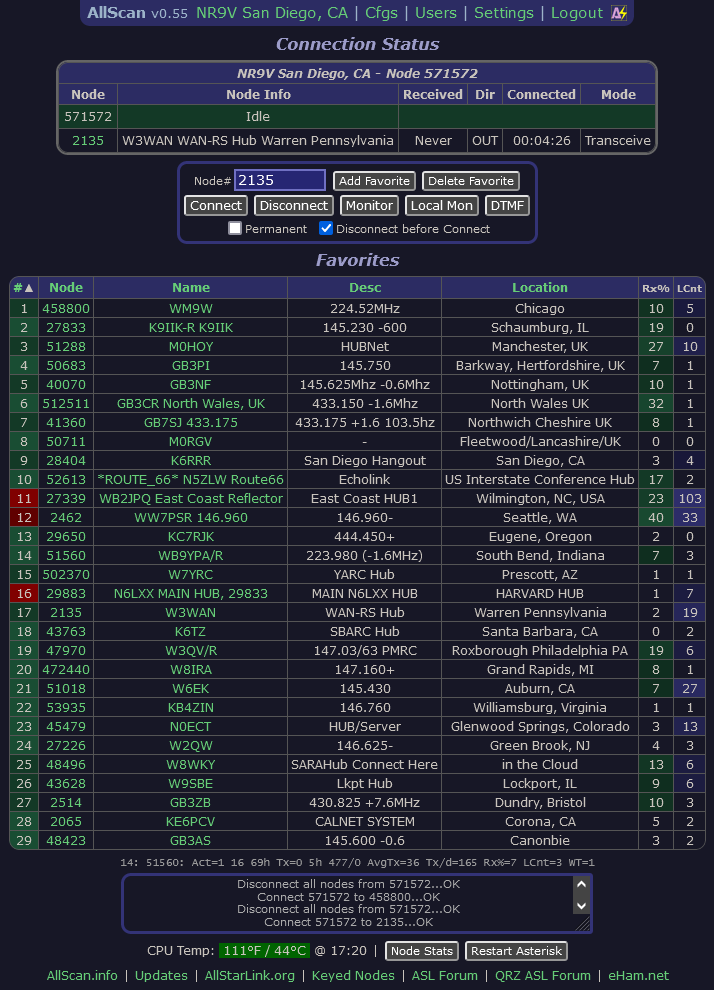 AllScan v0.55 NR9V San Diego, CA | Cfgs | Users | Settings | Logout
Connection Status
NR9V San Diego, CA - Node 571572
Node Node Info Received Dir Connected Mode
571572 Idle
2135 W3WAN WAN-RS Hub Warren Pennsylvania Never OUT 00:04:26 Transceive
Node# 2135 Add Favorite Delete Favorite
Connect Disconnect Monitor Local Mon DTMF
Permanent Disconnect before Connect
Favorites
#▲ Node Name Desc Location Rx% LCnt
1 458800 WM9W 224.52MHz Chicago 10 5
2 27833 K9IIK-R K9IIK 145.230 -600 Schaumburg, IL 19 0
3 51288 M0HOY HUBNet Manchester, UK 27 10
4 50683 GB3PI 145.750 Barkway, Hertfordshire, UK 7 1
5 40070 GB3NF 145.625Mhz -0.6Mhz Nottingham, UK 10 1
6 512511 GB3CR North Wales, UK 433.150 -1.6Mhz North Wales UK 32 1
7 41360 GB7SJ 433.175 433.175 +1.6 103.5hz Northwich Cheshire UK 8 1
8 50711 M0RGV - Fleetwood/Lancashire/UK 0 0
9 28404 K6RRR San Diego Hangout San Diego, CA 3 4
10 52613 *ROUTE_66* N5ZLW Route66 Echolink US Interstate Conference Hub 17 2
11 27339 WB2JPQ East Coast Reflector East Coast HUB1 Wilmington, NC, USA 23 103
12 2462 WW7PSR 146.960 146.960- Seattle, WA 40 33
13 29650 KC7RJK 444.450+ Eugene, Oregon 2 0
14 51560 WB9YPA/R 223.980 (-1.6MHz) South Bend, Indiana 7 3
15 502370 W7YRC YARC Hub Prescott, AZ 1 1
16 29883 N6LXX MAIN HUB, 29833 MAIN N6LXX HUB HARVARD HUB 1 7
17 2135 W3WAN WAN-RS Hub Warren Pennsylvania 2 19
18 43763 K6TZ SBARC Hub Santa Barbara, CA 0 2
19 47970 W3QV/R 147.03/63 PMRC Roxborough Philadelphia PA 19 6
20 472440 W8IRA 147.160+ Grand Rapids, MI 8 1
21 51018 W6EK 145.430 Auburn, CA 7 27
22 53935 KB4ZIN 146.760 Williamsburg, Virginia 1 1
23 45479 N0ECT HUB/Server Glenwood Springs, Colorado 3 13
24 27226 W2QW 146.625- Green Brook, NJ 4 3
25 48496 W8WKY SARAHub Connect Here in the Cloud 13 6
26 43628 W9SBE Lkpt Hub Lockport, IL 9 6
27 2514 GB3ZB 430.825 +7.6MHz Dundry, Bristol 10 3
28 2065 KE6PCV CALNET SYSTEM Corona, CA 5 2
29 48423 GB3AS 145.600 -0.6 Canonbie 3 2
14: 51560: Act=1 16 69h Tx=0 5h 477/0 AvgTx=36 Tx/d=165 Rx%=7 LCnt=3 WT=1
Disconnect all nodes from 571572...OK
Connect 571572 to 458800...OK
Disconnect all nodes from 571572...OK
Connect 571572 to 2135...OK
CPU Temp: 111°F / 44°C @ 17:20 | Node Stats Restart Asterisk
AllScan.info | Updates | AllStarLink.org | Keyed Nodes | ASL Forum | QRZ ASL Forum | eHam.net